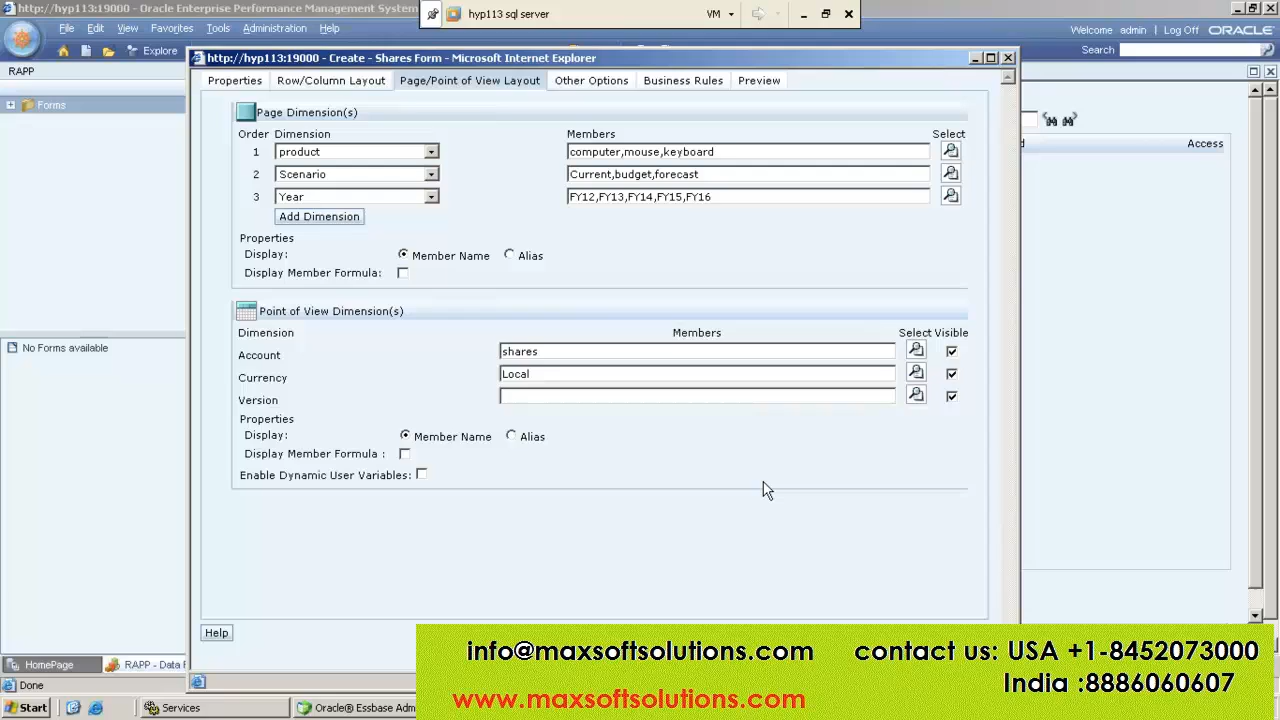 http://hyp113:19000 - Oracle Enterprise Performance Management System
hyp113 sql server
VM
File Edit View Favorites Tools Administration Help
Welcome admin Log Off ORACLE
Explore
Search
RAPP
http://hyp113:19000 - Create - Shares Form - Microsoft Internet Explorer
Properties Row/Column Layout Page/Point of View Layout Other Options Business Rules Preview
Forms
Page Dimension(s)
Order Dimension Members Select
Access
1 product computer,mouse,keyboard
2 Scenario Current,budget,forecast
3 Year FY12,FY13,FY14,FY15,FY16
Add Dimension
Properties
Display: Member Name Alias
Display Member Formula:
Point of View Dimension(s)
Dimension Members Select Visible
No Forms available
Account shares
Currency Local
Version
Properties
Display: Member Name Alias
Display Member Formula :
Enable Dynamic User Variables:
Help
HomePage RAPP - Data F
Done
info@maxsoftsolutions.com contact us: USA +1-8452073000
India :8886060607
www.maxsoftsolutions.com
Start Services Oracle® Essbase Adm